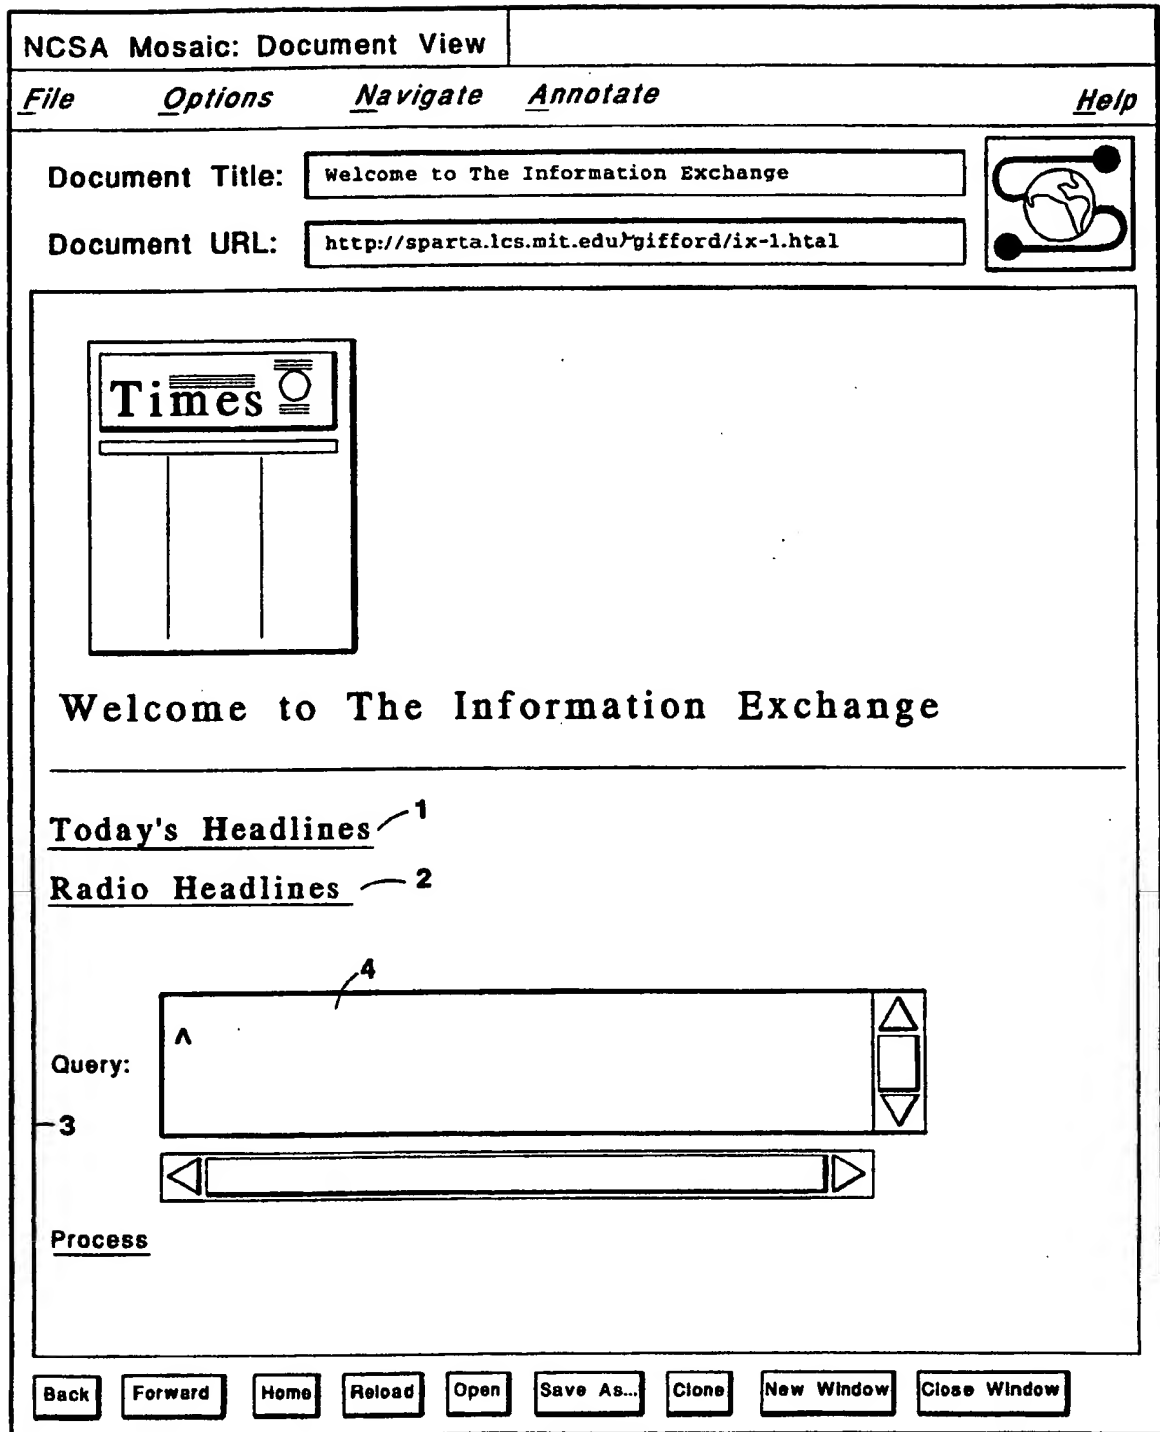 NCSA Mosaic: Document View
File Options Navigate Annotate Help
Document Title: Welcome to The Information Exchange
Document URL: http://sparta.lcs.mit.edu/~gifford/ix-1.htal
Times
Welcome to The Information Exchange
Today's Headlines 1
Radio Headlines 2
4
^
Query:
3
Process
Back Forward Home Reload Open Save As... Clone New Window Close Window